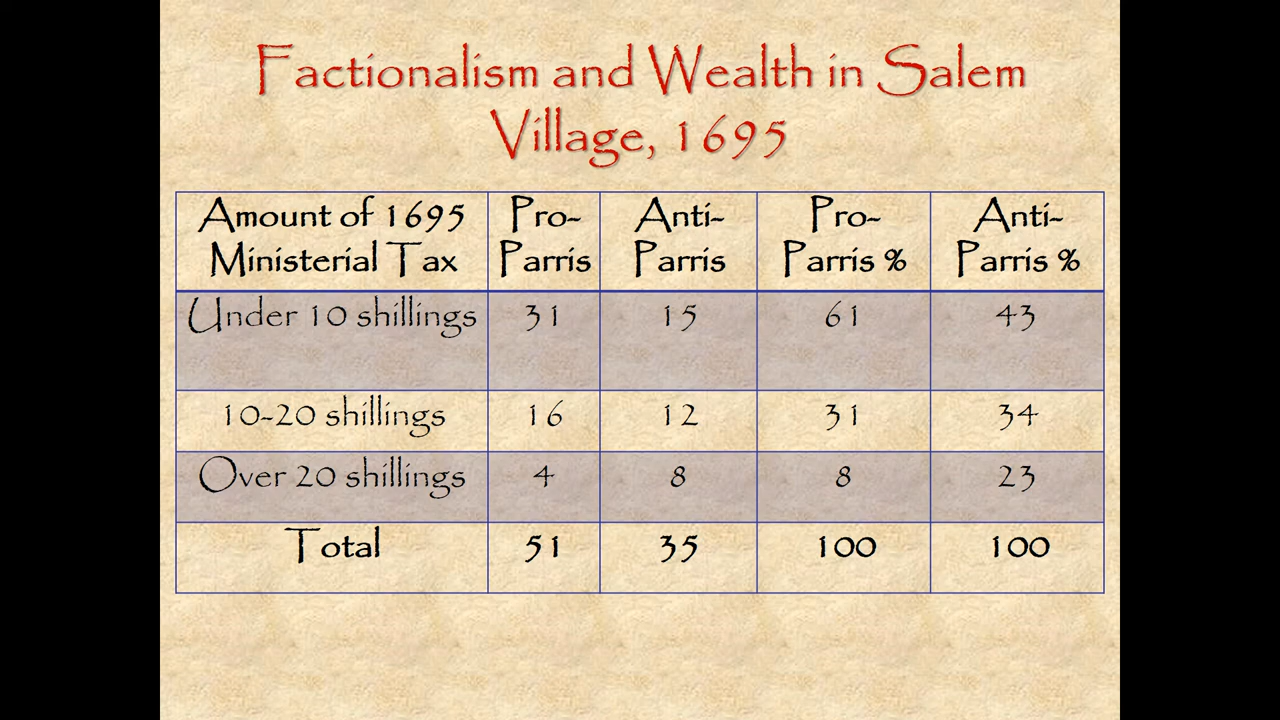 Factionalism and Wealth in Salem
Village, 1695
Amount of 1695 Ministerial Tax Pro-Parris Anti-Parris Pro-Parris % Anti-Parris %
Under 10 shillings 31 15 61 43
10-20 shillings 16 12 31 34
Over 20 shillings 4 8 8 23
Total 51 35 100 100